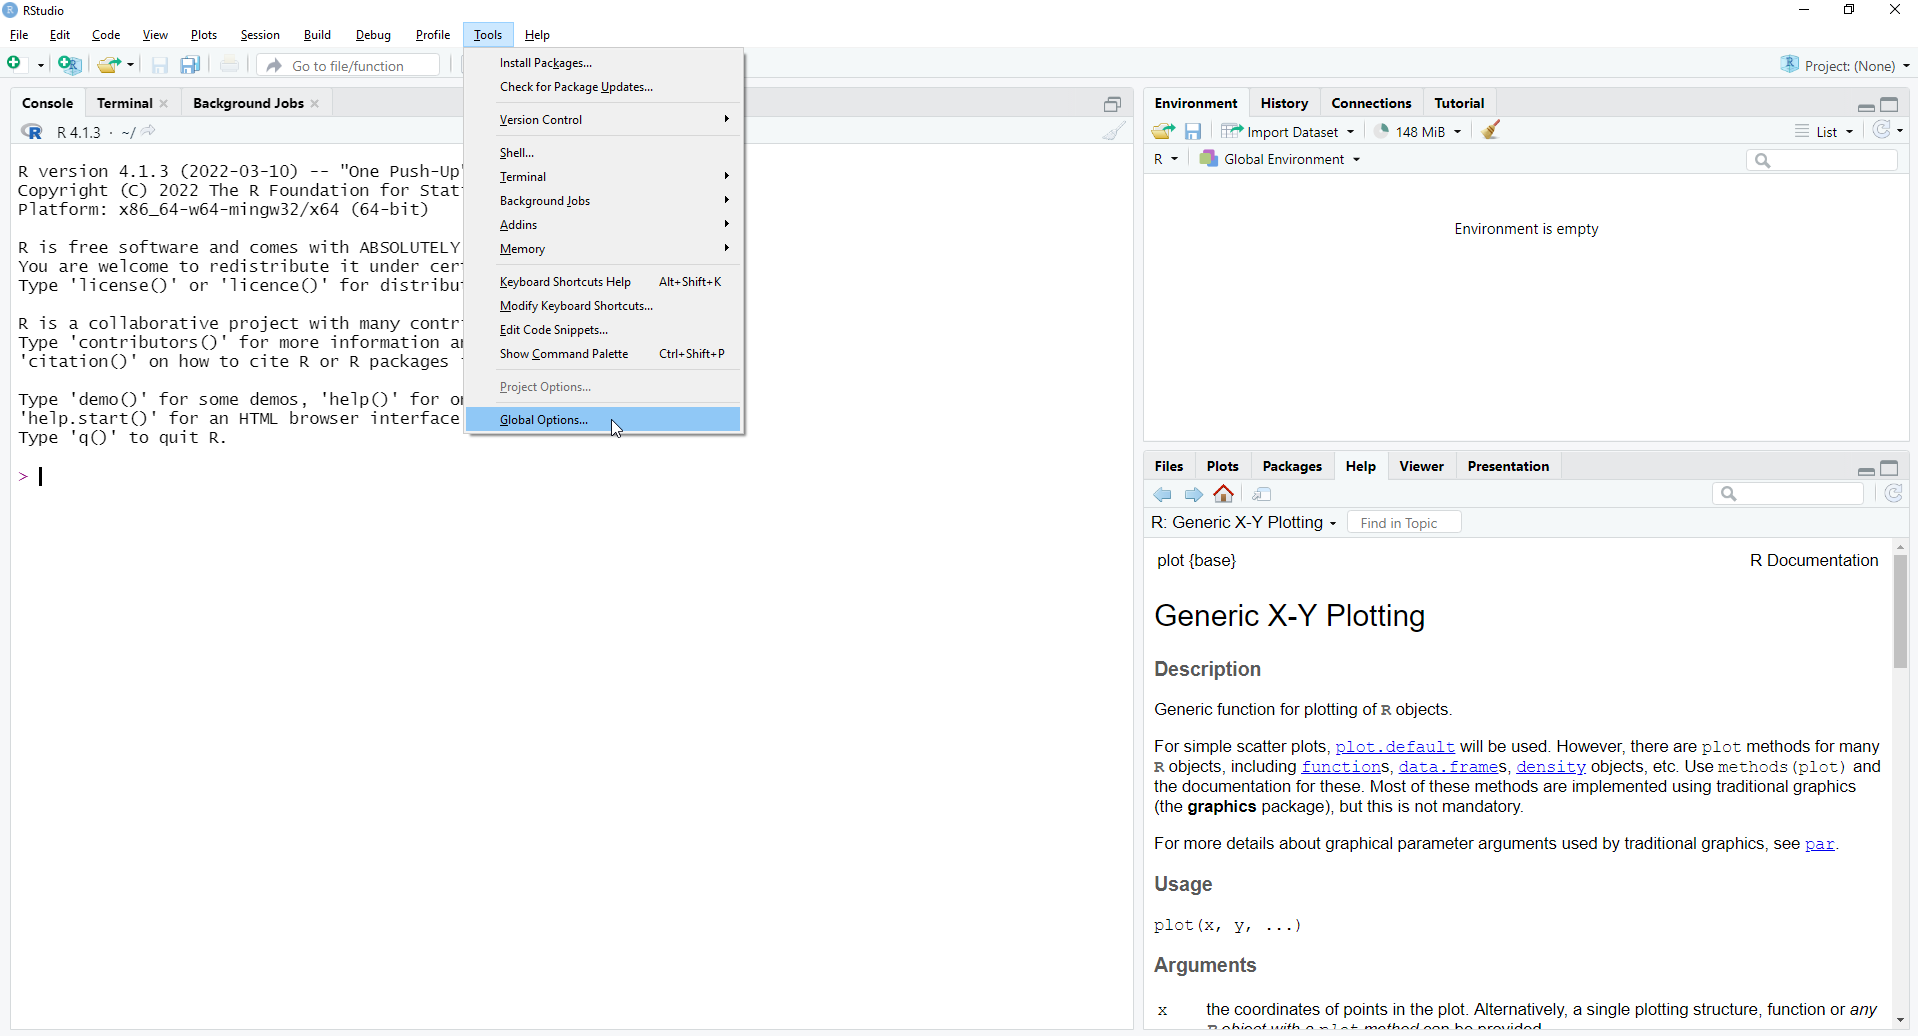 RStudio
File Edit Code View Plots Session Build Debug Profile Tools Help
Go to file/function
Project: (None)
Console Terminal Background Jobs
R 4.1.3 · ~/
R version 4.1.3 (2022-03-10) -- "One Push-Up
Copyright (C) 2022 The R Foundation for Stat
Platform: x86_64-w64-mingw32/x64 (64-bit)
R is free software and comes with ABSOLUTELY
You are welcome to redistribute it under cer
Type 'license()' or 'licence()' for distribu
R is a collaborative project with many contr
Type 'contributors()' for more information a
'citation()' on how to cite R or R packages
Type 'demo()' for some demos, 'help()' for o
'help.start()' for an HTML browser interface
Type 'q()' to quit R.
>
Install Packages...
Check for Package Updates...
Version Control
Shell...
Terminal
Background Jobs
Addins
Memory
Keyboard Shortcuts Help Alt+Shift+K
Modify Keyboard Shortcuts...
Edit Code Snippets...
Show Command Palette Ctrl+Shift+P
Project Options...
Global Options...
Environment History Connections Tutorial
Import Dataset 148 MiB List
R Global Environment
Environment is empty
Files Plots Packages Help Viewer Presentation
R: Generic X-Y Plotting Find in Topic
plot {base} R Documentation
Generic X-Y Plotting
Description
Generic function for plotting of R objects.
For simple scatter plots, plot.default will be used. However, there are plot methods for many
R objects, including functions, data.frames, density objects, etc. Use methods(plot) and
the documentation for these. Most of these methods are implemented using traditional graphics
(the graphics package), but this is not mandatory.
For more details about graphical parameter arguments used by traditional graphics, see par.
Usage
plot(x, y, ...)
Arguments
x the coordinates of points in the plot. Alternatively, a single plotting structure, function or any
R object with a plot method can be provided.